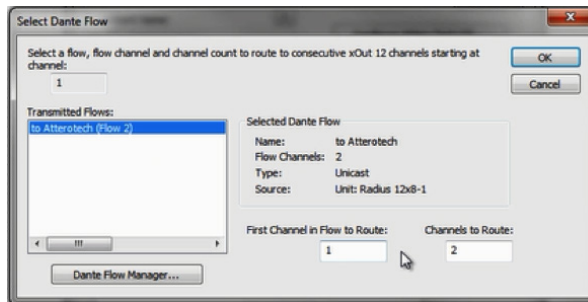 Select Dante Flow
Select a flow, flow channel and channel count to route to consecutive xOut 12 channels starting at
channel:
1
OK
Cancel
Transmitted Flows:
to Atterotech (Flow 2)
Selected Dante Flow
Name: to Atterotech
Flow Channels: 2
Type: Unicast
Source: Unit: Radius 12x8-1
First Channel in Flow to Route: Channels to Route:
1 2
Dante Flow Manager...